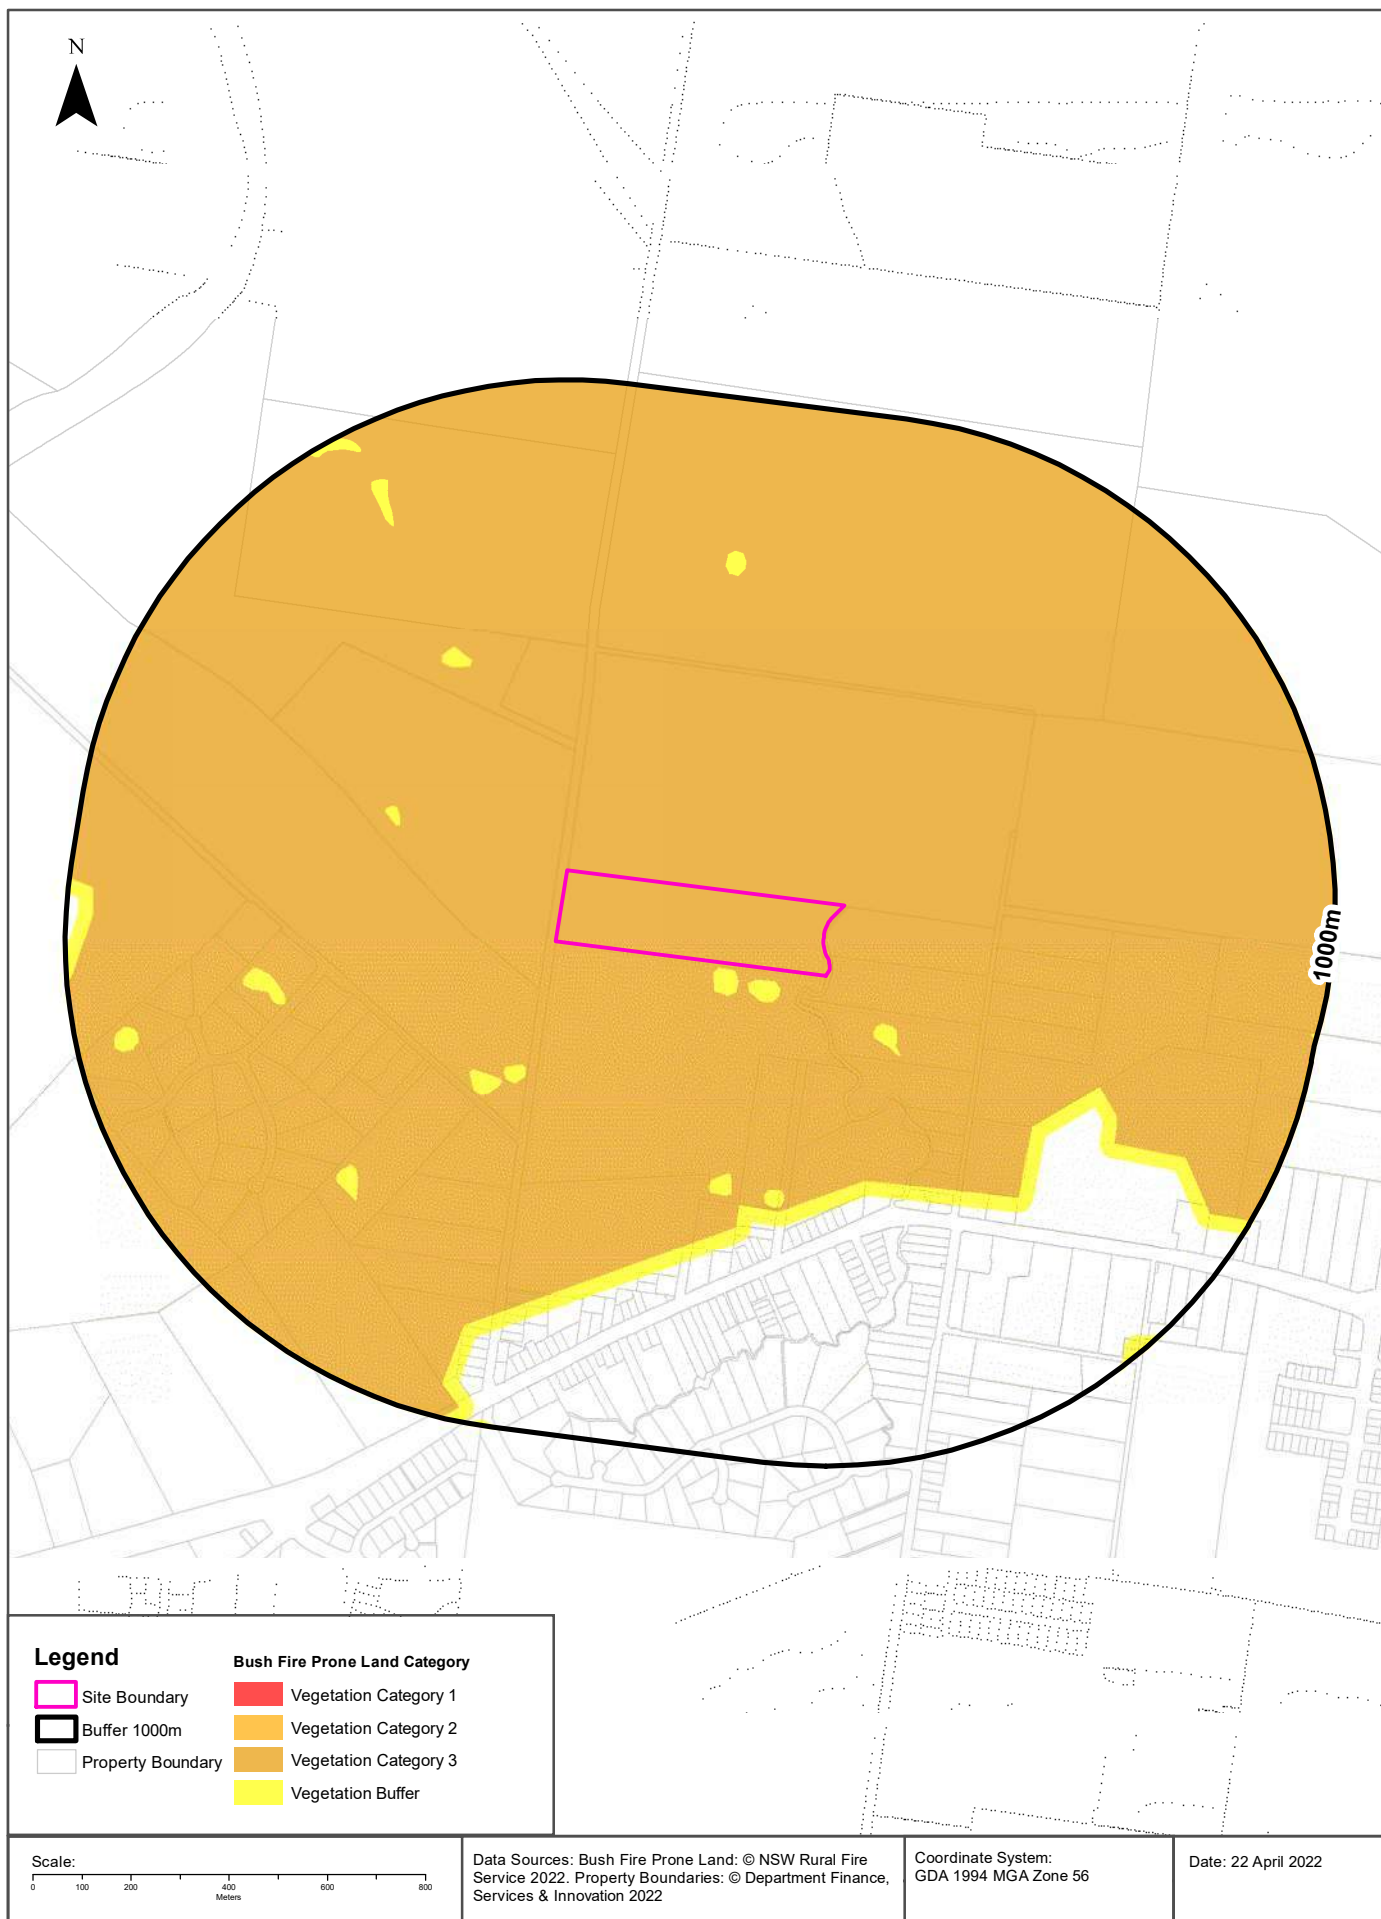 N
1000m
Legend
Site Boundary
Buffer 1000m
Property Boundary
Bush Fire Prone Land Category
Vegetation Category 1
Vegetation Category 2
Vegetation Category 3
Vegetation Buffer
Scale:
0 100 200 400 600 800
Meters
Data Sources: Bush Fire Prone Land: © NSW Rural Fire
Service 2022. Property Boundaries: © Department Finance,
Services & Innovation 2022
Coordinate System:
GDA 1994 MGA Zone 56
Date: 22 April 2022